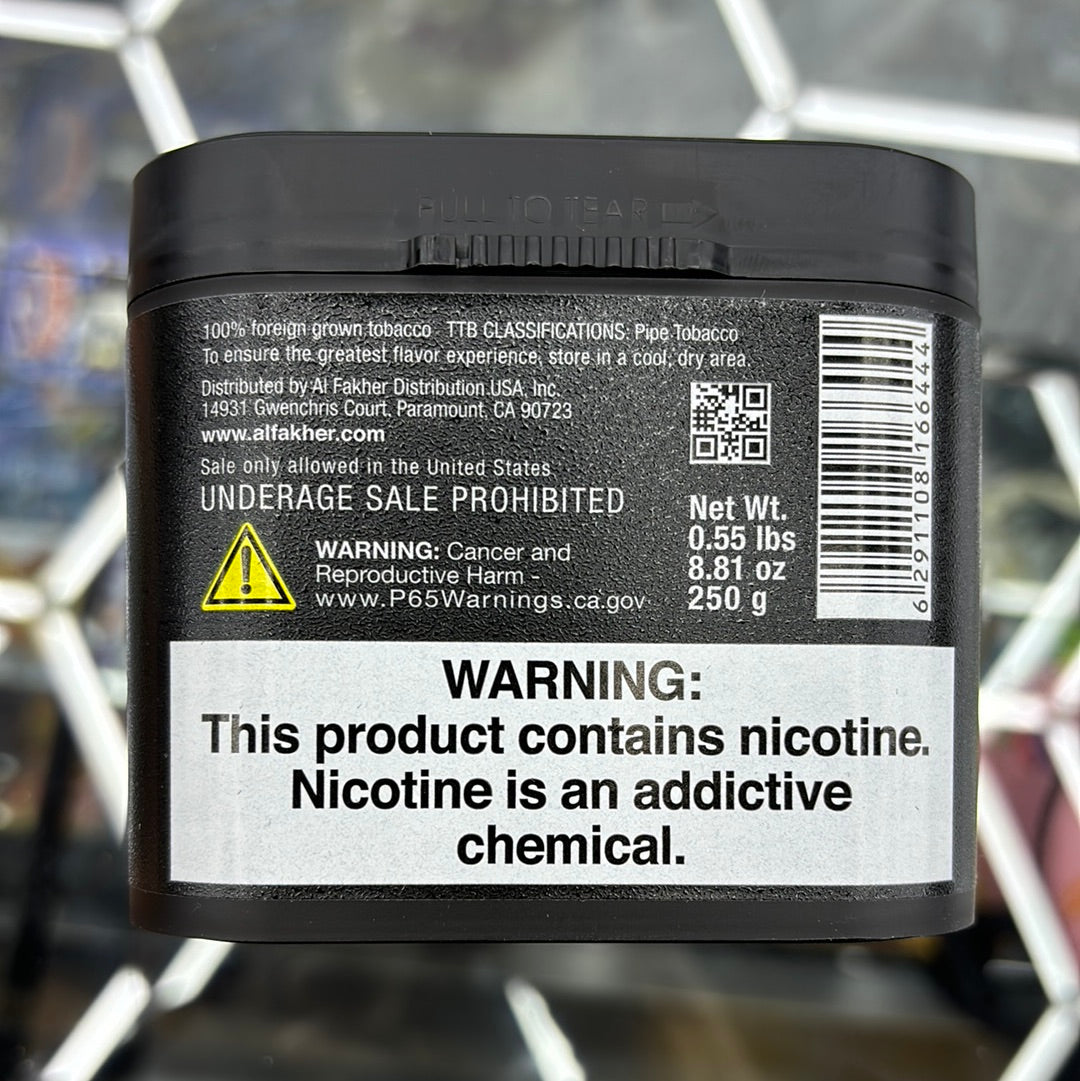 PULL TO TEAR
100% foreign grown tobacco TTB CLASSIFICATIONS: Pipe Tobacco
To ensure the greatest flavor experience, store in a cool, dry area.
Distributed by Al Fakher Distribution USA, Inc.
14931 Gwenchris Court, Paramount, CA 90723
www.alfakher.com
Sale only allowed in the United States
UNDERAGE SALE PROHIBITED
WARNING: Cancer and
Reproductive Harm -
www.P65Warnings.ca.gov
Net Wt.
0.55 lbs
8.81 oz
250 g
6 291108 166444
WARNING:
This product contains nicotine.
Nicotine is an addictive
chemical.